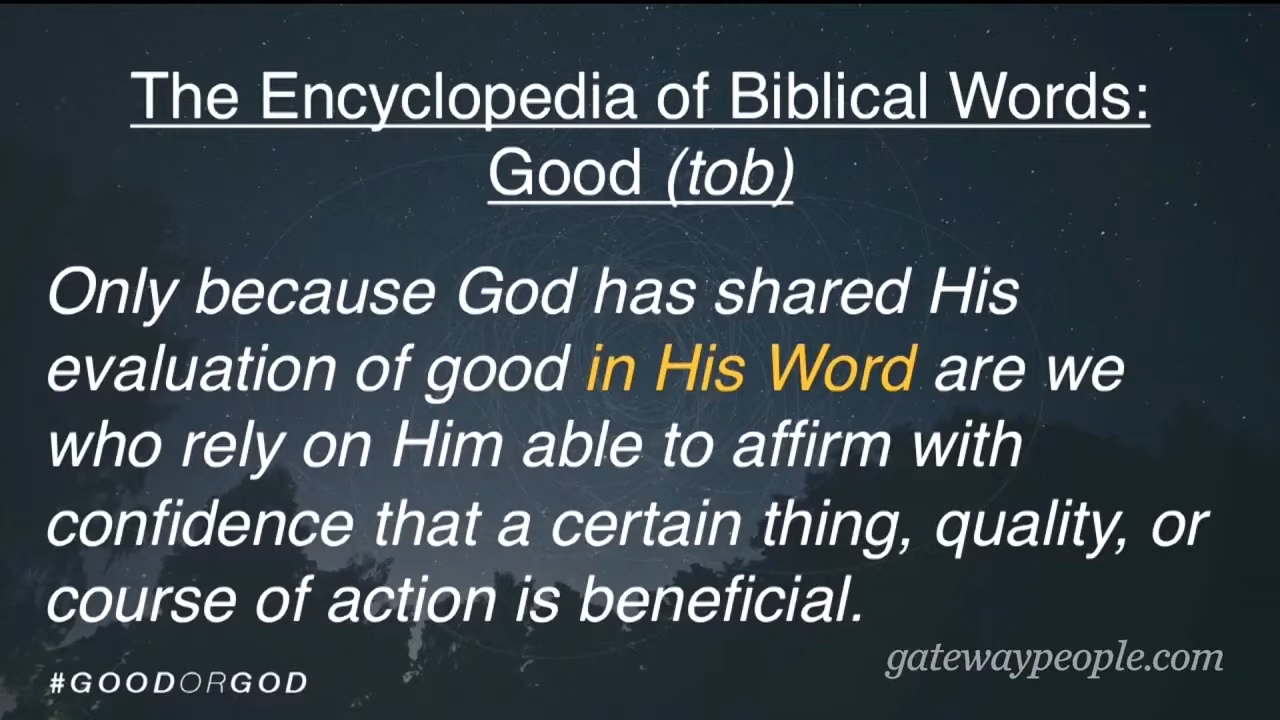 The Encyclopedia of Biblical Words:
Good (tob)
Only because God has shared His
evaluation of good in His Word are we
who rely on Him able to affirm with
confidence that a certain thing, quality, or
course of action is beneficial.
gatewaypeople.com
#GOODORGOD